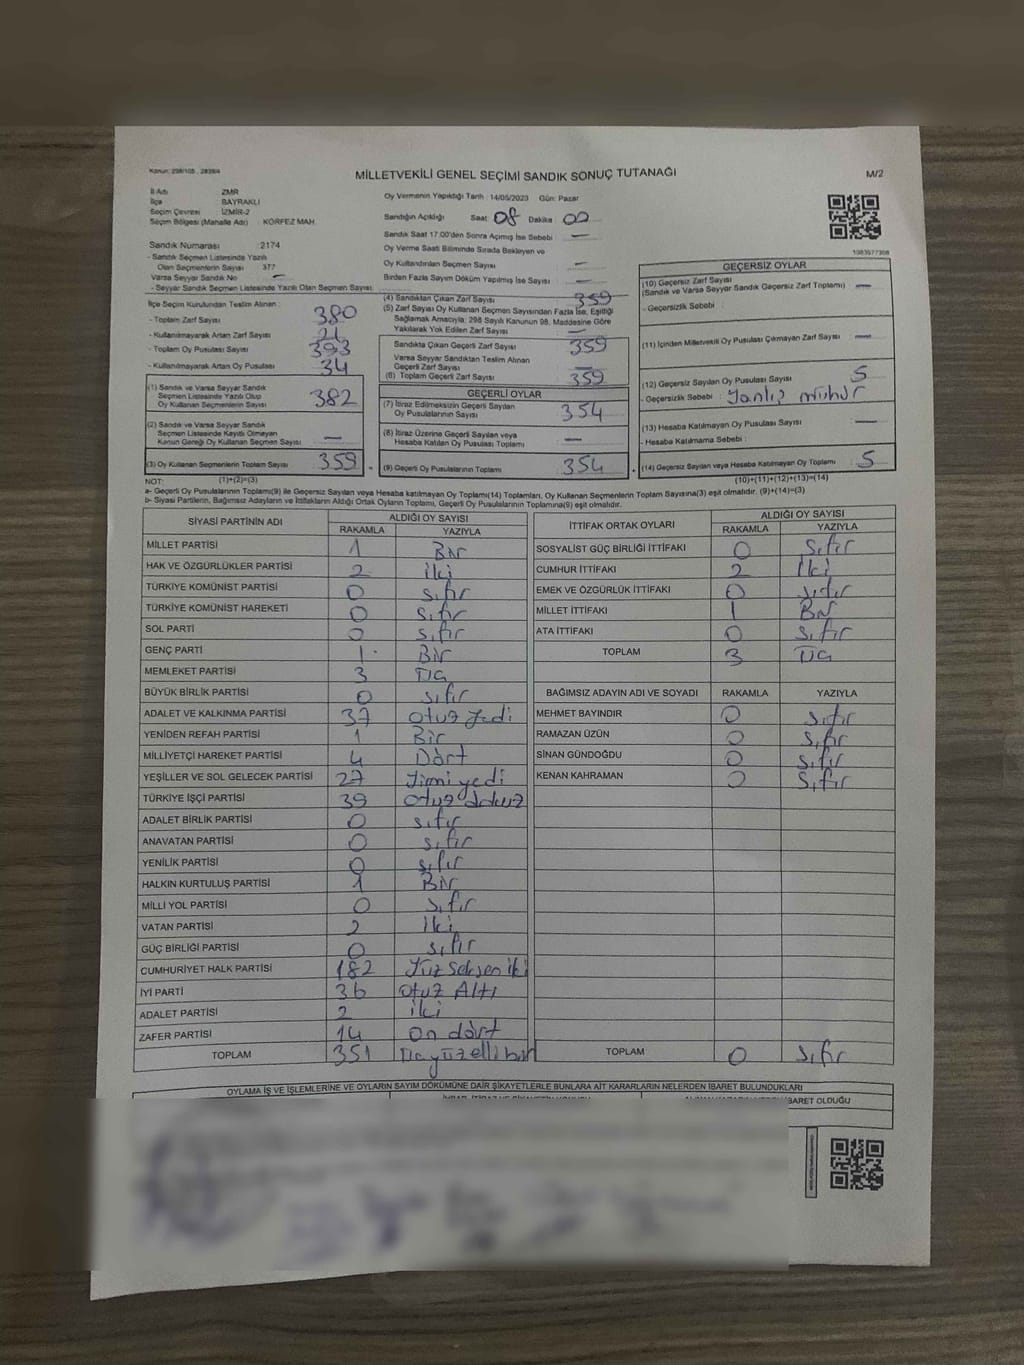 Kanun: 298/105 , 2839/4
MİLLETVEKİLİ GENEL SEÇİMİ SANDIK SONUÇ TUTANAĞI
M/2
İl Adı ZMR
İlçe BAYRAKLI
Seçim Çevresi İZMİR-2
Seçim Bölgesi (Mahalle Adı) : KÖRFEZ MAH.
Oy Vermenin Yapıldığı Tarih : 14/05/2023 Gün: Pazar
Sandığın Açıldığı Saat : 08 Dakika : 00
Sandık Saat 17.00'den Sonra Açılmış İse Sebebi : —
Oy Verme Saati Bitiminde Sırada Bekleyen ve
Oy Kullandırılan Seçmen Sayısı : —
Birden Fazla Sayım Döküm Yapılmış İse Sayısı : —
Sandık Numarası : 2174
- Sandık Seçmen Listesinde Yazılı
Olan Seçmenlerin Sayısı 377
Varsa Seyyar Sandık No —
- Seyyar Sandık Seçmen Listesinde Yazılı Olan Seçmen Sayısı :
İlçe Seçim Kurulundan Teslim Alınan :
- Toplam Zarf Sayısı 380
- Kullanılmayarak Artan Zarf Sayısı 21
- Toplam Oy Pusulası Sayısı 393
- Kullanılmayarak Artan Oy Pusulası 34
(1) Sandık ve Varsa Seyyar Sandık
Seçmen Listesinde Yazılı Olup
Oy Kullanan Seçmenlerin Sayısı 382
(2) Sandık ve Varsa Seyyar Sandık
Seçmen Listesinde Kayıtlı Olmayan
Kanun Gereği Oy Kullanan Seçmen Sayısı —
(3) Oy Kullanan Seçmenlerin Toplam Sayısı 359
(4) Sandıktan Çıkan Zarf Sayısı 359
(5) Zarf Sayısı Oy Kullanan Seçmen Sayısından Fazla İse, Eşitliği
Sağlamak Amacıyla; 298 Sayılı Kanunun 98. Maddesine Göre
Yakılarak Yok Edilen Zarf Sayısı —
Sandıkta Çıkan Geçerli Zarf Sayısı 359
Varsa Seyyar Sandıktan Teslim Alınan
Geçerli Zarf Sayısı —
(6) Toplam Geçerli Zarf Sayısı 359
GEÇERLİ OYLAR
(7) İtiraz Edilmeksizin Geçerli Sayılan
Oy Pusulalarının Sayısı 354
(8) İtiraz Üzerine Geçerli Sayılan veya
Hesaba Katılan Oy Pusulası Toplamı —
(9) Geçerli Oy Pusulalarının Toplamı 354
GEÇERSİZ OYLAR
(10) Geçersiz Zarf Sayısı
(Sandık ve Varsa Seyyar Sandık Geçersiz Zarf Toplamı) —
- Geçersizlik Sebebi :
(11) İçinden Milletvekili Oy Pusulası Çıkmayan Zarf Sayısı —
(12) Geçersiz Sayılan Oy Pusulası Sayısı 5
- Geçersizlik Sebebi : Yanlış mühür
(13) Hesaba Katılmayan Oy Pusulası Sayısı —
- Hesaba Katılmama Sebebi :
(14) Geçersiz Sayılan veya Hesaba Katılmayan Oy Toplamı 5
NOT: (1)+(2)=(3) (10)+(11)+(12)+(13)=(14)
a- Geçerli Oy Pusulalarının Toplamı(9) ile Geçersiz Sayılan veya Hesaba katılmayan Oy Toplamı(14) Toplamları, Oy Kullanan Seçmenlerin Toplam Sayısına(3) eşit olmalıdır. (9)+(14)=(3)
b- Siyasi Partilerin, Bağımsız Adayların ve İttifakların Aldığı Ortak Oyların Toplamı, Geçerli Oy Pusulalarının Toplamına(9) eşit olmalıdır.
SİYASİ PARTİNİN ADI ALDIĞI OY SAYISI
RAKAMLA YAZIYLA
MİLLET PARTİSİ 1 Bir
HAK VE ÖZGÜRLÜKLER PARTİSİ 2 iki
TÜRKİYE KOMÜNİST PARTİSİ 0 sıfır
TÜRKİYE KOMÜNİST HAREKETİ 0 sıfır
SOL PARTİ 0 sıfır
GENÇ PARTİ 1 Bir
MEMLEKET PARTİSİ 3 üç
BÜYÜK BİRLİK PARTİSİ 0 sıfır
ADALET VE KALKINMA PARTİSİ 37 otuz yedi
YENİDEN REFAH PARTİSİ 1 Bir
MİLLİYETÇİ HAREKET PARTİSİ 4 Dört
YEŞİLLER VE SOL GELECEK PARTİSİ 27 yirmi yedi
TÜRKİYE İŞÇİ PARTİSİ 39 otuz dokuz
ADALET BİRLİK PARTİSİ 0 sıfır
ANAVATAN PARTİSİ 0 sıfır
YENİLİK PARTİSİ 0 sıfır
HALKIN KURTULUŞ PARTİSİ 1 Bir
MİLLİ YOL PARTİSİ 0 sıfır
VATAN PARTİSİ 2 iki
GÜÇ BİRLİĞİ PARTİSİ 0 sıfır
CUMHURİYET HALK PARTİSİ 182 Yüz seksen iki
İYİ PARTİ 36 otuz Altı
ADALET PARTİSİ 2 iki
ZAFER PARTİSİ 14 on dört
TOPLAM 351 üçyüzellibir
İTTİFAK ORTAK OYLARI ALDIĞI OY SAYISI
RAKAMLA YAZIYLA
SOSYALİST GÜÇ BİRLİĞİ İTTİFAKI 0 sıfır
CUMHUR İTTİFAKI 2 iki
EMEK VE ÖZGÜRLÜK İTTİFAKI 0 sıfır
MİLLET İTTİFAKI 1 Bir
ATA İTTİFAKI 0 sıfır
TOPLAM 3 üç
BAĞIMSIZ ADAYIN ADI VE SOYADI RAKAMLA YAZIYLA
MEHMET BAYINDIR 0 sıfır
RAMAZAN ÜZÜN 0 sıfır
SİNAN GÜNDOĞDU 0 sıfır
KENAN KAHRAMAN 0 sıfır
TOPLAM 0 sıfır
OYLAMA İŞ VE İŞLEMLERİNE VE OYLARIN SAYIM DÖKÜMÜNE DAİR ŞİKAYETLERLE BUNLARA AİT KARARLARIN NELERDEN İBARET BULUNDUKLARI
İBARET OLDUĞU